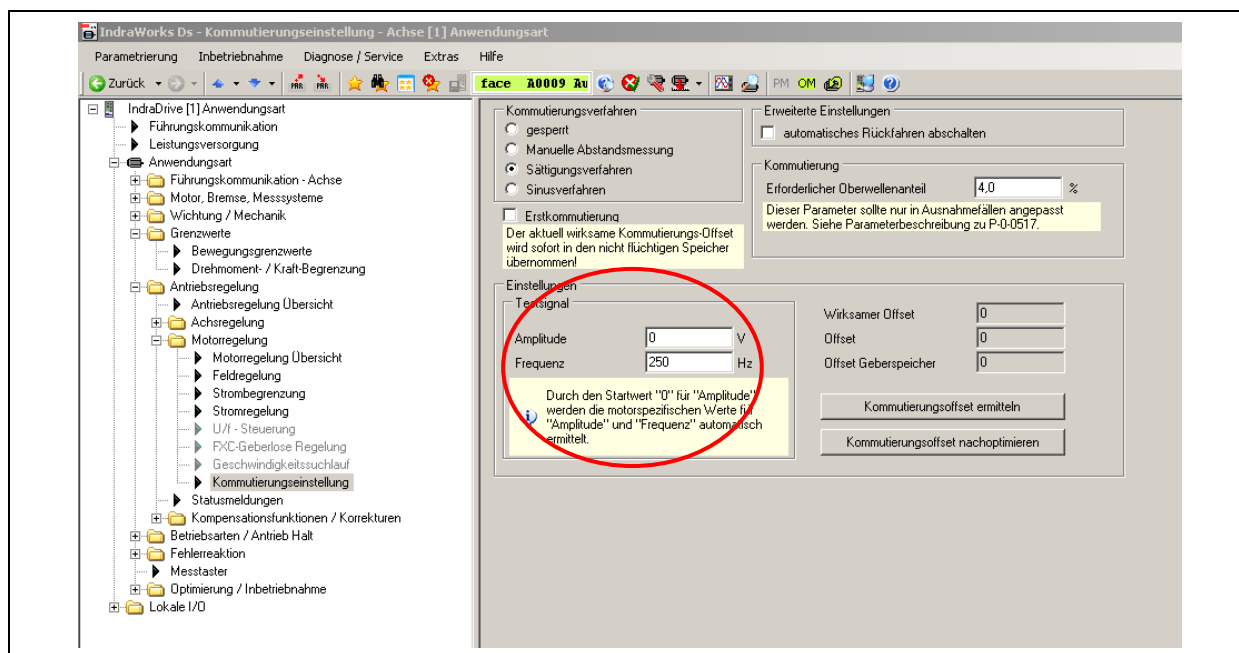 IndraWorks Ds - Kommutierungseinstellung - Achse [1] Anwendungsart
Parametrierung Inbetriebnahme Diagnose / Service Extras Hilfe
Zurück PAR PAR face A0009 Au PM OM
IndraDrive [1] Anwendungsart
Führungskommunikation
Leistungsversorgung
Anwendungsart
Führungskommunikation - Achse
Motor, Bremse, Messsysteme
Wichtung / Mechanik
Grenzwerte
Bewegungsgrenzwerte
Drehmoment- / Kraft-Begrenzung
Antriebsregelung
Antriebsregelung Übersicht
Achsregelung
Motorregelung
Motorregelung Übersicht
Feldregelung
Strombegrenzung
Stromregelung
U/f - Steuerung
FXC-Geberlose Regelung
Geschwindigkeitssuchlauf
Kommutierungseinstellung
Statusmeldungen
Kompensationsfunktionen / Korrekturen
Betriebsarten / Antrieb Halt
Fehlerreaktion
Messtaster
Optimierung / Inbetriebnahme
Lokale I/O
Kommutierungsverfahren
gesperrt
Manuelle Abstandsmessung
Sättigungsverfahren
Sinusverfahren
Erstkommutierung
Der aktuell wirksame Kommutierungs-Offset
wird sofort in den nicht flüchtigen Speicher
übernommen!
Erweiterte Einstellungen
automatisches Rückfahren abschalten
Kommutierung
Erforderlicher Oberwellenanteil 4,0 %
Dieser Parameter sollte nur in Ausnahmefällen angepasst
werden. Siehe Parameterbeschreibung zu P-0-0517.
Einstellungen
Testsignal
Amplitude 0 V
Frequenz 250 Hz
Durch den Startwert "0" für "Amplitude"
werden die motorspezifischen Werte für
"Amplitude" und "Frequenz" automatisch
ermittelt.
Wirksamer Offset 0
Offset 0
Offset Geberspeicher 0
Kommutierungsoffset ermitteln
Kommutierungsoffset nachoptimieren